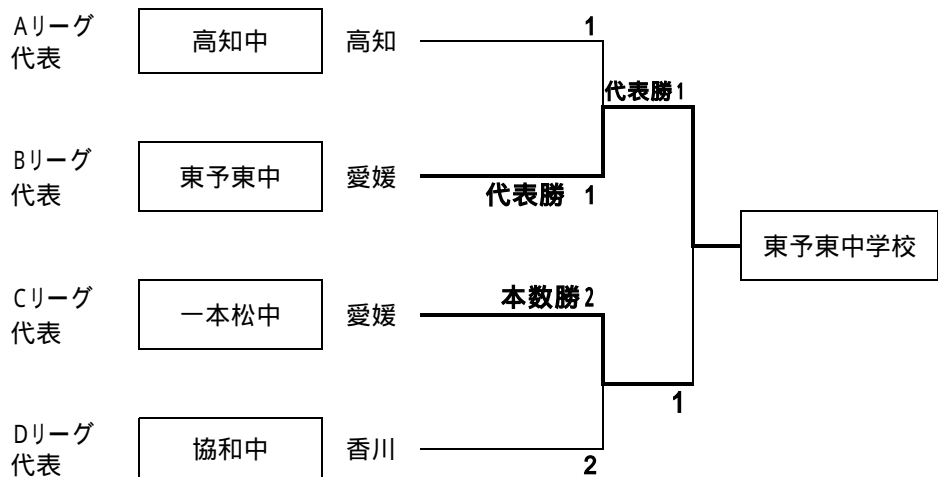 Aリーグ
代表
高知中
高知
1
代表勝1
Bリーグ
代表
東予東中
愛媛
代表勝 1
東予東中学校
Cリーグ
代表
一本松中
愛媛
本数勝2
1
Dリーグ
代表
協和中
香川
2